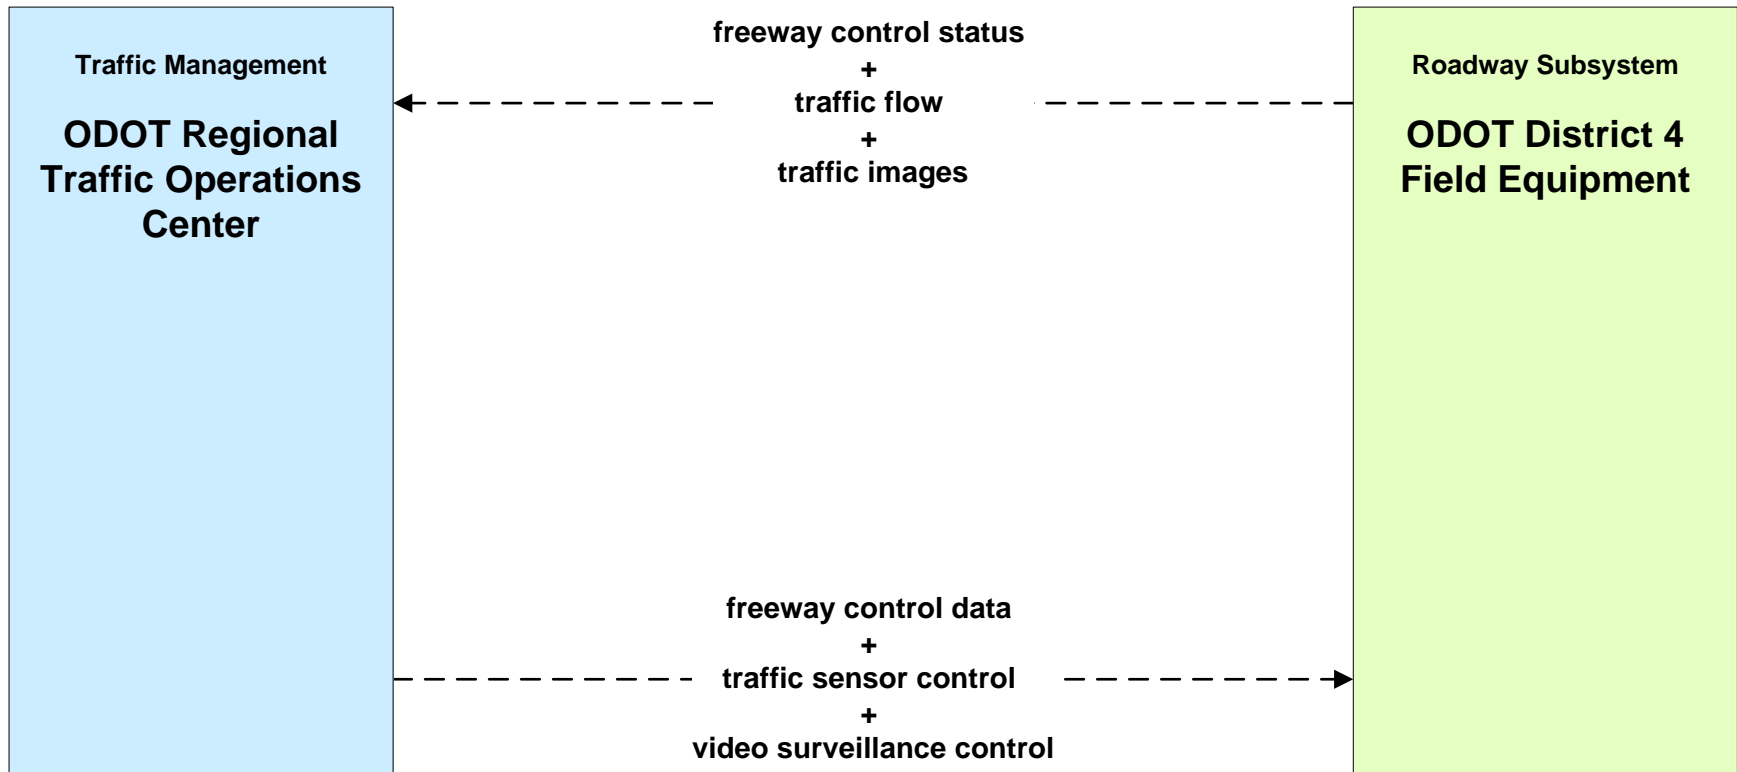 Traffic Management
ODOT Regional
Traffic Operations
Center
freeway control status
+
traffic flow
+
traffic images
Roadway Subsystem
ODOT District 4
Field Equipment
freeway control data
+
traffic sensor control
+
video surveillance control